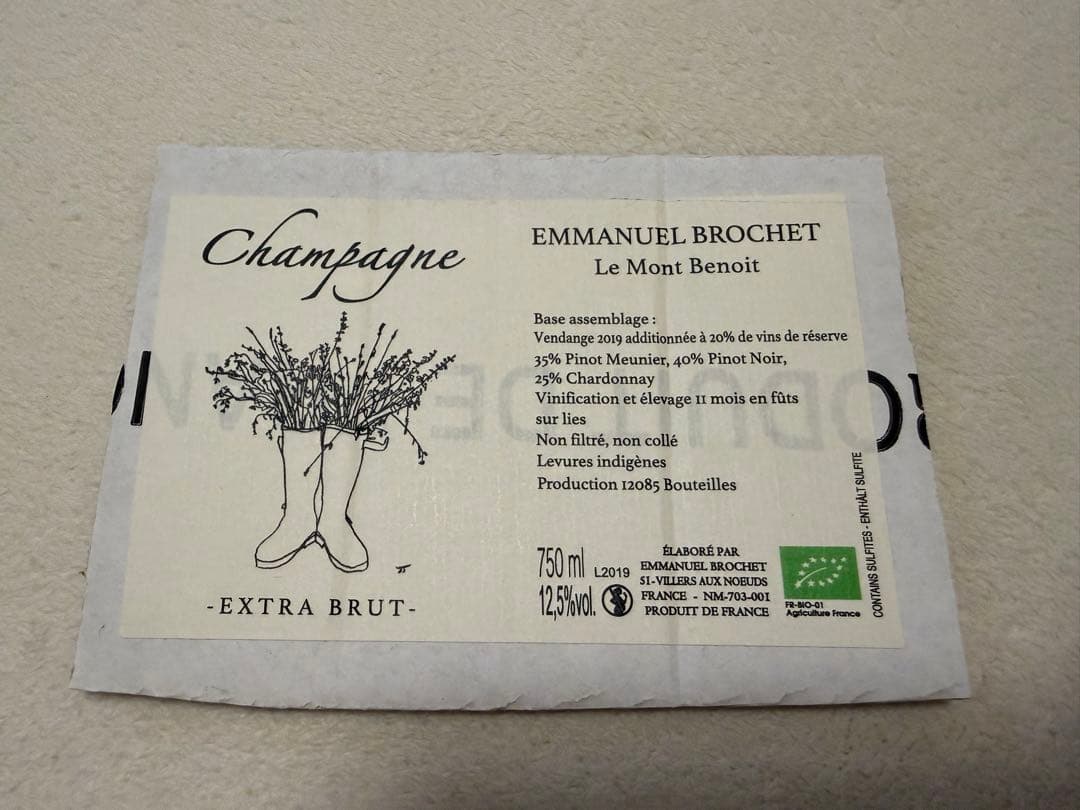 Champagne
-EXTRA BRUT-
EMMANUEL BROCHET
Le Mont Benoit
Base assemblage :
Vendange 2019 additionnée à 20% de vins de réserve
35% Pinot Meunier, 40% Pinot Noir,
25% Chardonnay
Vinification et élevage 11 mois en fûts
sur lies
Non filtré, non collé
Levures indigènes
Production 12085 Bouteilles
750 ml L2019
12,5%vol.
ÉLABORÉ PAR
EMMANUEL BROCHET
51-VILLERS AUX NOEUDS
FRANCE - NM-703-001
PRODUIT DE FRANCE
FR-BIO-01
Agriculture France
CONTAINS SULFITES - ENTHÄLT SULFITE